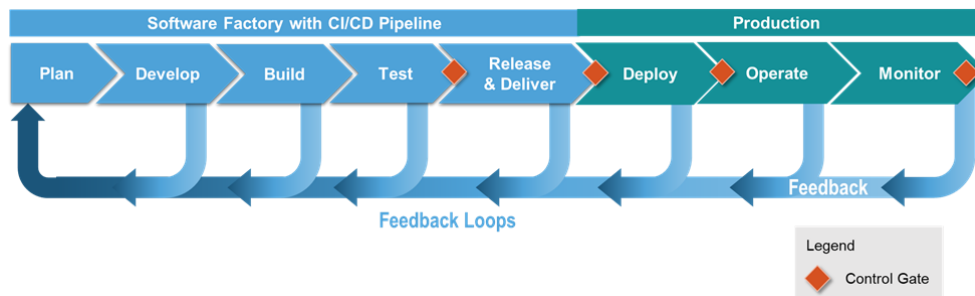 Software Factory with CI/CD Pipeline
Production
Plan
Develop
Build
Test
Release
& Deliver
Deploy
Operate
Monitor
Feedback
Feedback Loops
Legend
Control Gate